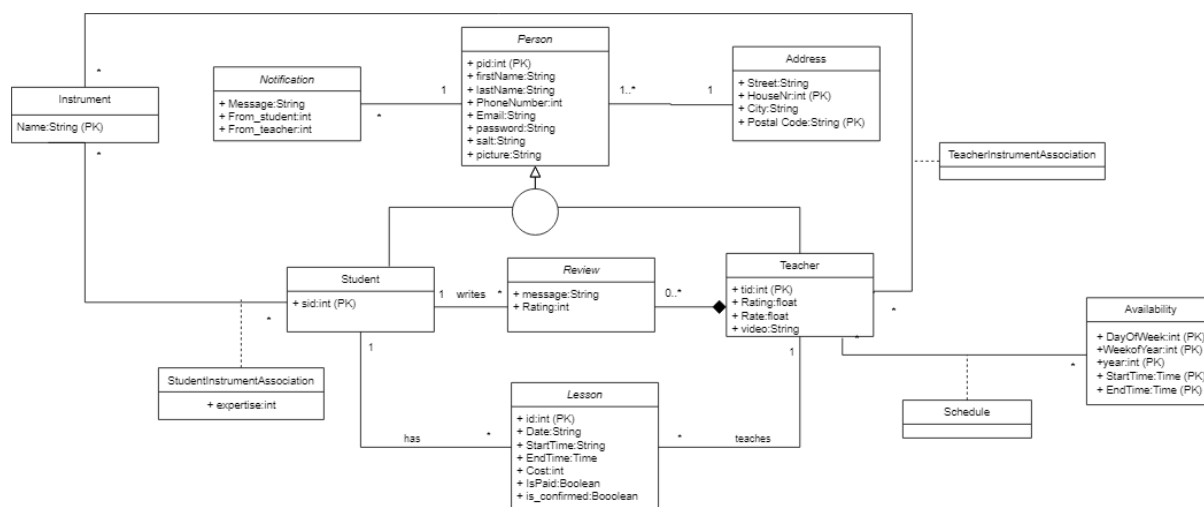 Person
+ pid:int (PK)
+ firstName:String
+ lastName:String
+ PhoneNumber:int
+ Email:String
+ password:String
+ salt:String
+ picture:String
Notification
+ Message:String
+ From_student:int
+ From_teacher:int
1
*
1..*
1
Address
+ Street:String
+ HouseNr:int (PK)
+ City:String
+ Postal Code:String (PK)
*
Instrument
Name:String (PK)
*
TeacherInstrumentAssociation
Student
+ sid:int (PK)
*
1
writes
*
Review
+ message:String
+ Rating:int
0..*
Teacher
+ tid:int (PK)
+ Rating:float
+ Rate:float
+ video:String
*
*
*
Availability
+ DayOfWeek:int (PK)
+WeekofYear:int (PK)
+year:int (PK)
+ StartTime:Time (PK)
+ EndTime:Time (PK)
1
1
StudentInstrumentAssociation
+ expertise:int
Schedule
has
*
Lesson
+ id:int (PK)
+ Date:String
+ StartTime:String
+ EndTime:Time
+ Cost:int
+ IsPaid:Boolean
+ is_confirmed:Booolean
*
teaches